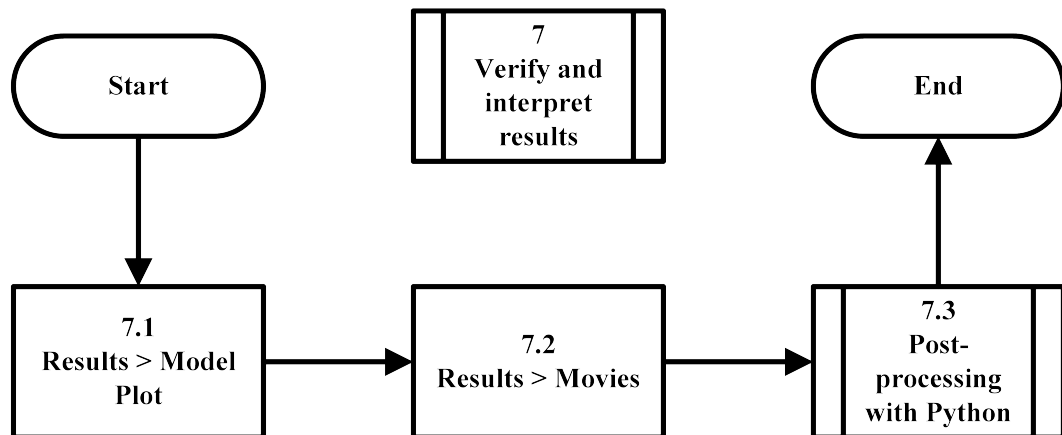 Start
7
Verify and
interpret
results
End
7.1
Results > Model
Plot
7.2
Results > Movies
7.3
Post-
processing
with Python